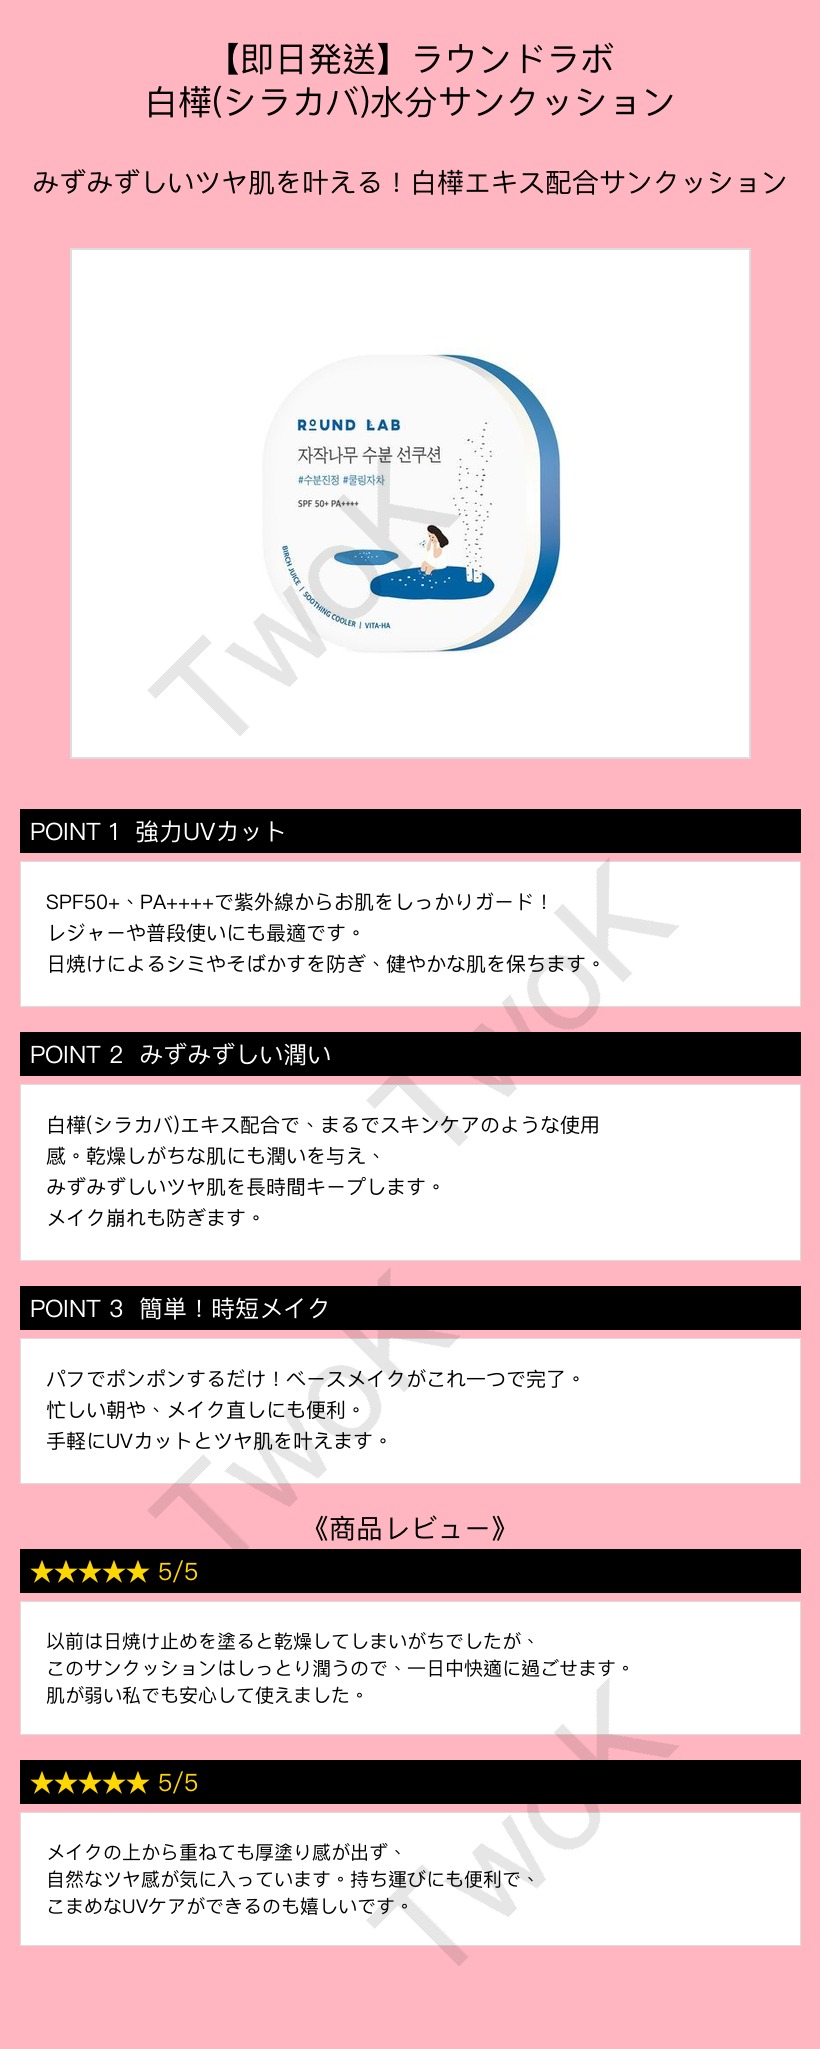 【即日発送】ラウンドラボ
白樺(シラカバ)水分サンクッション
みずみずしいツヤ肌を叶える！白樺エキス配合サンクッション
ROUND LAB
자작나무 수분 선쿠션
#수분진정 #쿨링자차
SPF 50+ PA++++
BIRCH JUICE | SOOTHING COOLER | VITA-HA
TwoK
POINT 1 強力UVカット
SPF50+、PA++++で紫外線からお肌をしっかりガード！
レジャーや普段使いにも最適です。
日焼けによるシミやそばかすを防ぎ、健やかな肌を保ちます。
TwoK
POINT 2 みずみずしい潤い
白樺(シラカバ)エキス配合で、まるでスキンケアのような使用
感。乾燥しがちな肌にも潤いを与え、
みずみずしいツヤ肌を長時間キープします。
メイク崩れも防ぎます。
POINT 3 簡単！時短メイク
パフでポンポンするだけ！ベースメイクがこれ一つで完了。
忙しい朝や、メイク直しにも便利。
手軽にUVカットとツヤ肌を叶えます。
TwoK
《商品レビュー》
★★★★★ 5/5
以前は日焼け止めを塗ると乾燥してしまいがちでしたが、
このサンクッションはしっとり潤うので、一日中快適に過ごせます。
肌が弱い私でも安心して使えました。
★★★★★ 5/5
メイクの上から重ねても厚塗り感が出ず、
自然なツヤ感が気に入っています。持ち運びにも便利で、
こまめなUVケアができるのも嬉しいです。
TwoK